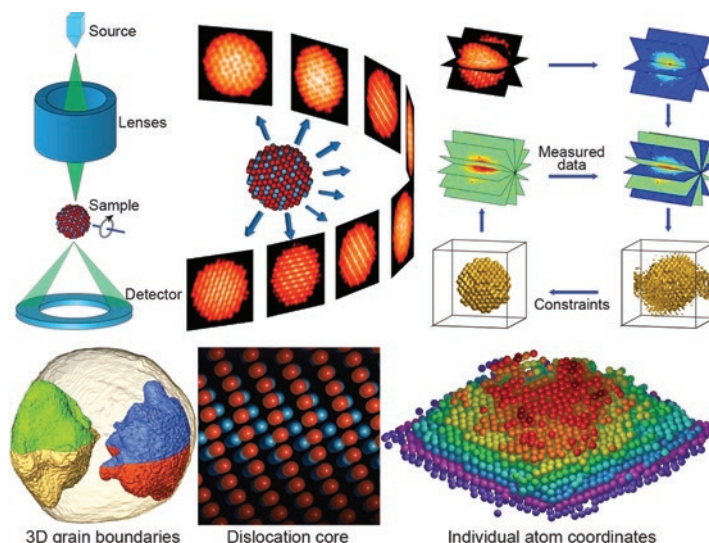 Source
Lenses
Sample
Detector
Measured
data
Constraints
3D grain boundaries
Dislocation core
Individual atom coordinates